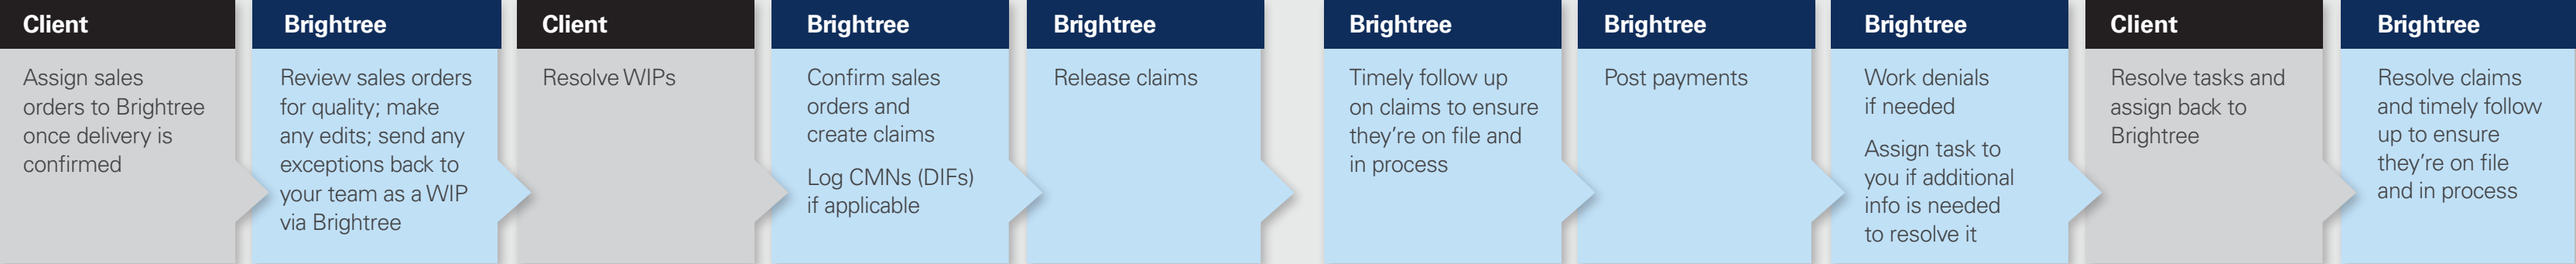 Client
Assign sales
orders to Brightree
once delivery is
confirmed
Brightree
Review sales orders
for quality; make
any edits; send any
exceptions back to
your team as a WIP
via Brightree
Client
Resolve WIPs
Brightree
Confirm sales
orders and
create claims
Log CMNs (DIFs)
if applicable
Brightree
Release claims
Brightree
Timely follow up
on claims to ensure
they’re on file and
in process
Brightree
Post payments
Brightree
Work denials
if needed
Assign task to
you if additional
info is needed
to resolve it
Client
Resolve tasks and
assign back to
Brightree
Brightree
Resolve claims
and timely follow
up to ensure
they’re on file
and in process